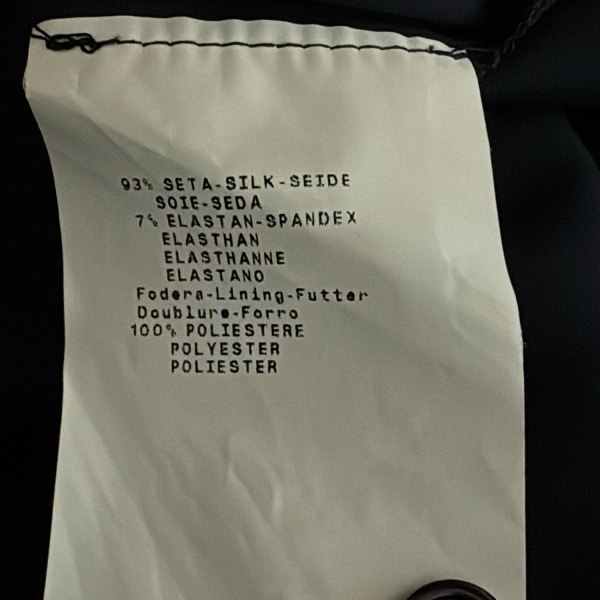 93% SETA-SILK-SEIDE
SOIE-SEDA
7% ELASTAN-SPANDEX
ELASTHAN
ELASTHANNE
ELASTANO
Fodera-Lining-Futter
Doublure-Forro
100% POLIESTERE
POLYESTER
POLIESTER